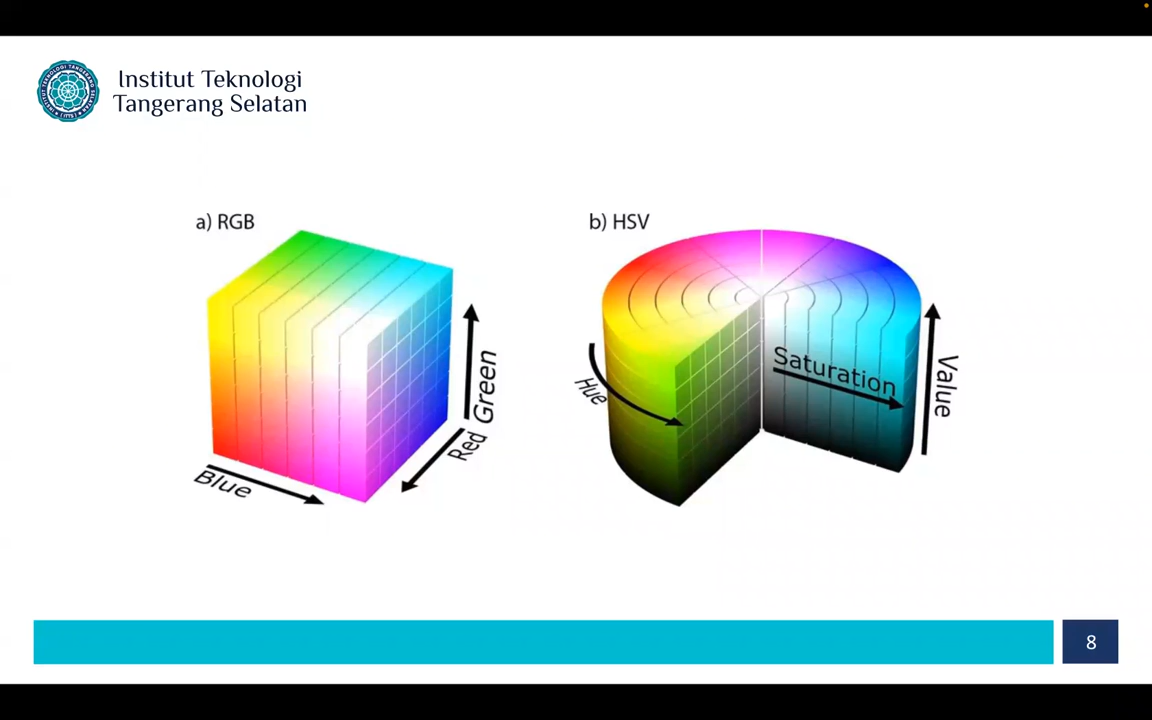 Institut Teknologi
Tangerang Selatan
a) RGB
b) HSV
Green
Red
Blue
Hue
Saturation
Value
8